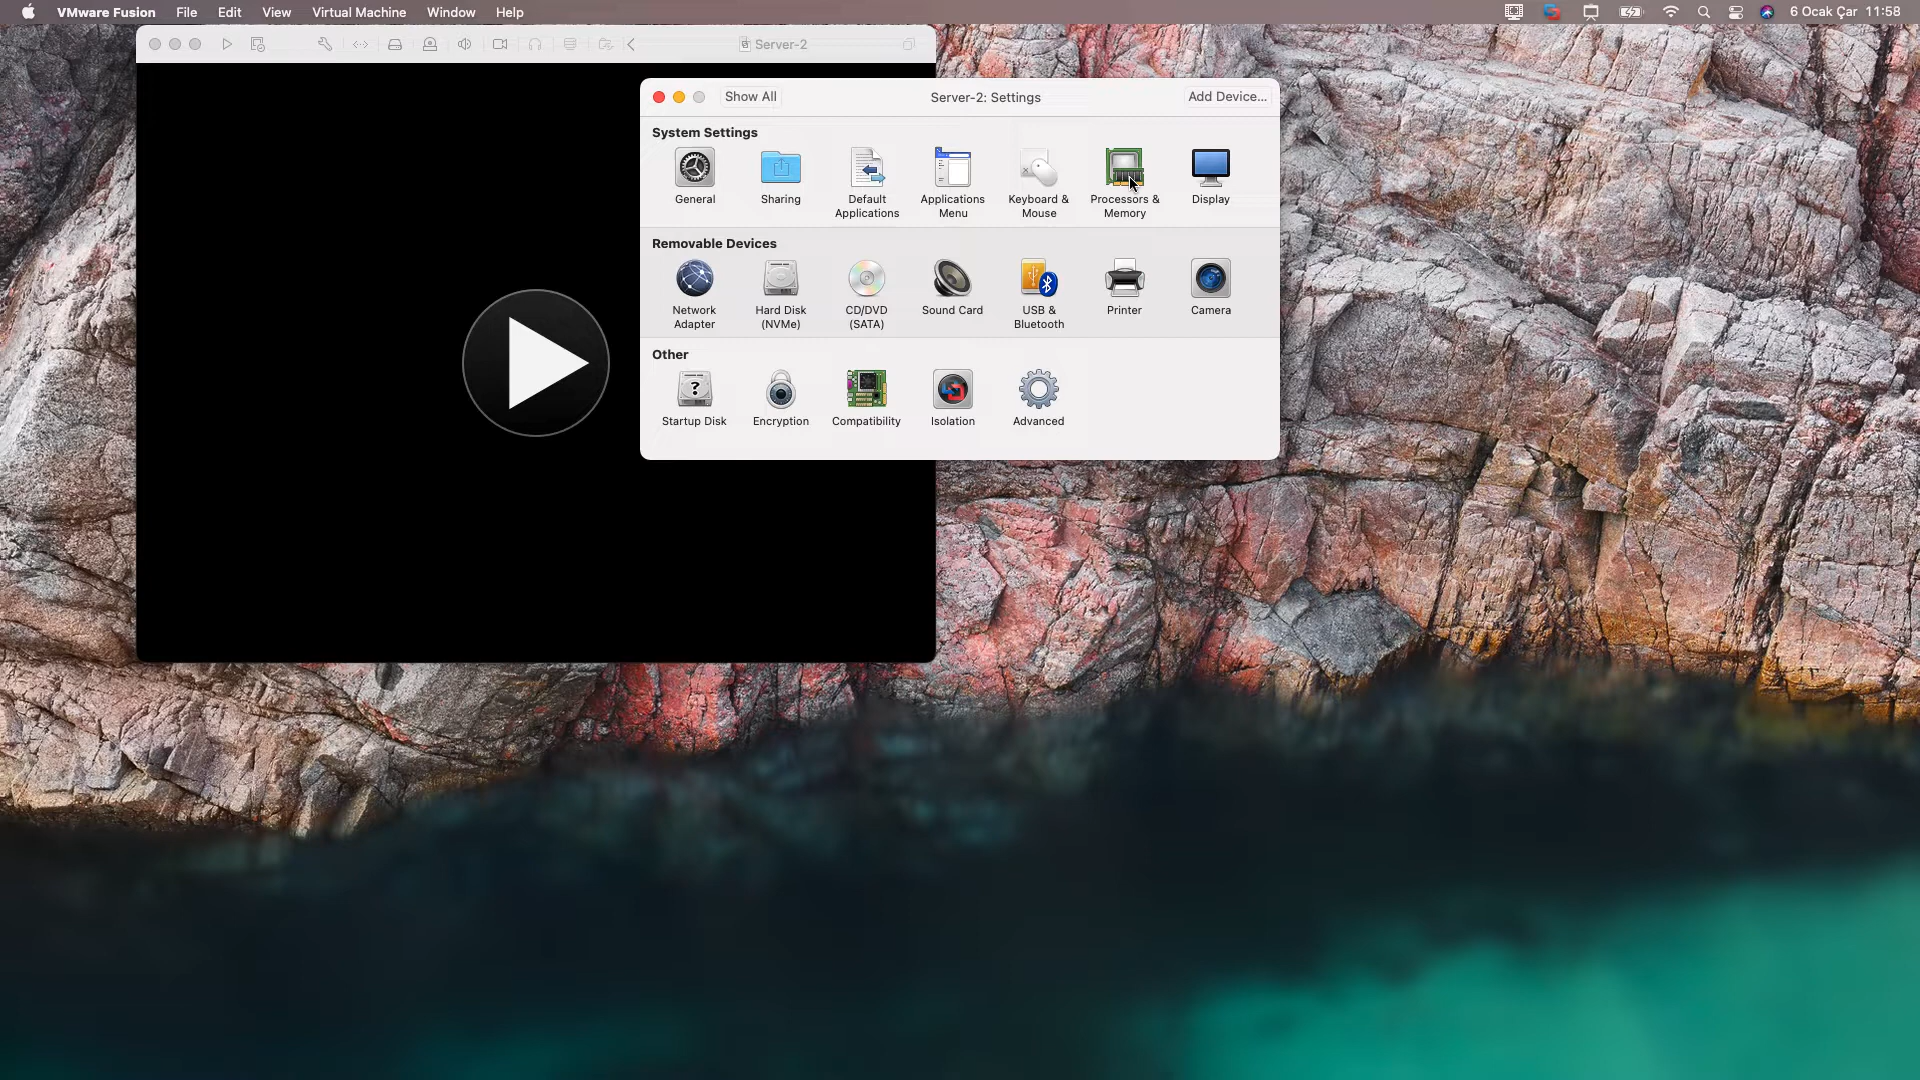 VMware Fusion File Edit View Virtual Machine Window Help 6 Ocak Çar 11:58
Server-2
Show All Server-2: Settings Add Device...
System Settings
General Sharing Default Applications Applications Menu Keyboard & Mouse Processors & Memory Display
Removable Devices
Network Adapter Hard Disk (NVMe) CD/DVD (SATA) Sound Card USB & Bluetooth Printer Camera
Other
Startup Disk Encryption Compatibility Isolation Advanced